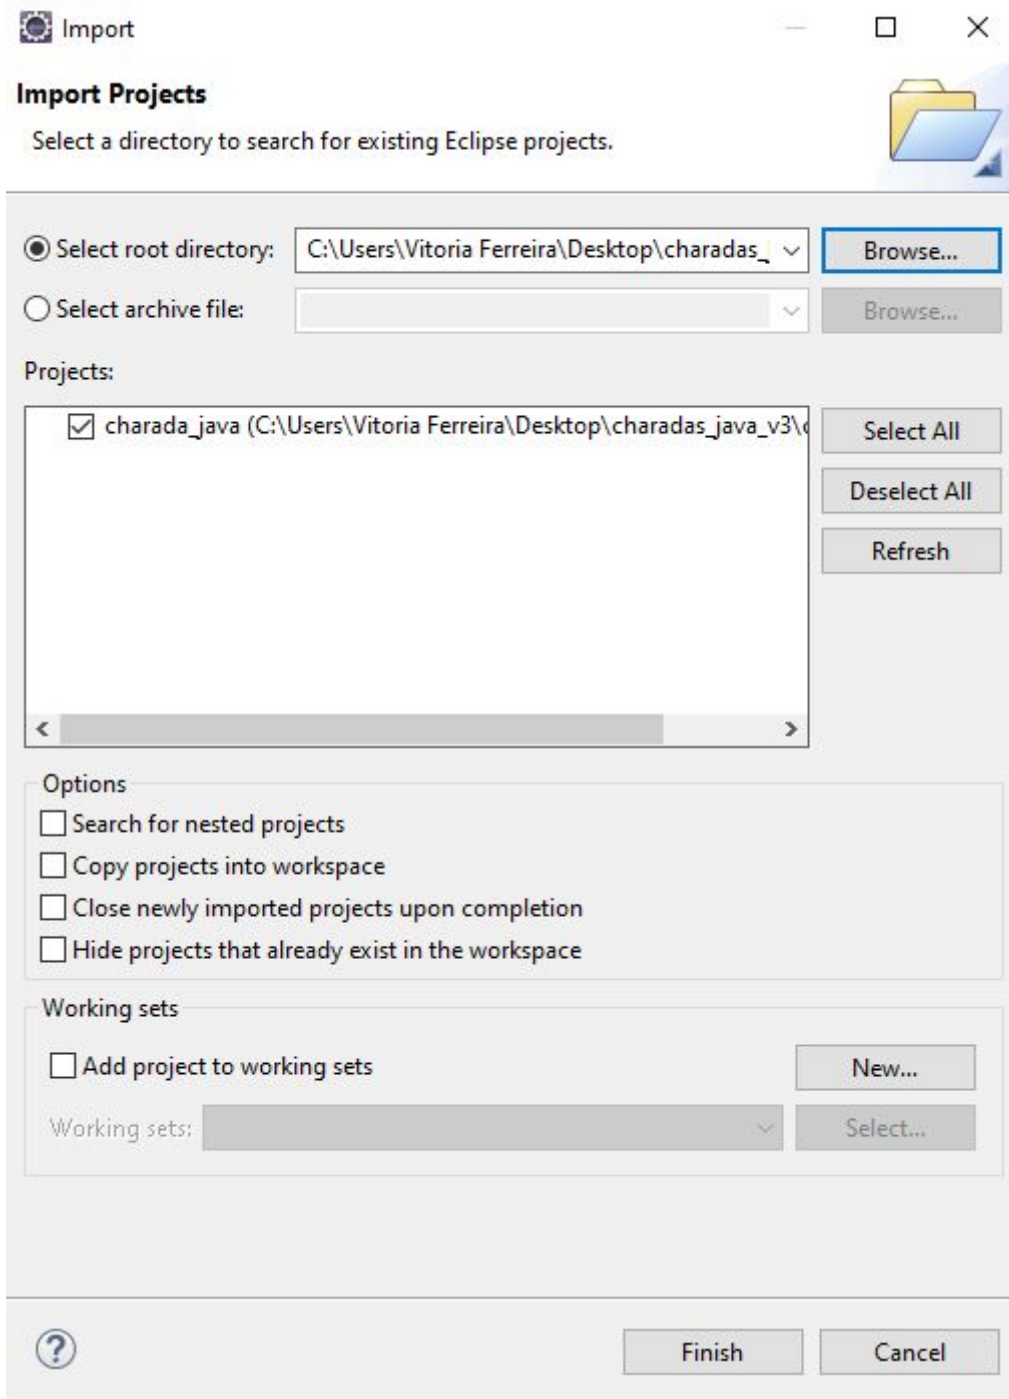 Import
Import Projects
Select a directory to search for existing Eclipse projects.
Select root directory: C:\Users\Vitoria Ferreira\Desktop\charadas_ Browse...
Select archive file: Browse...
Projects:
charada_java (C:\Users\Vitoria Ferreira\Desktop\charadas_java_v3\
Select All
Deselect All
Refresh
Options
Search for nested projects
Copy projects into workspace
Close newly imported projects upon completion
Hide projects that already exist in the workspace
Working sets
Add project to working sets New...
Working sets: Select...
? Finish Cancel